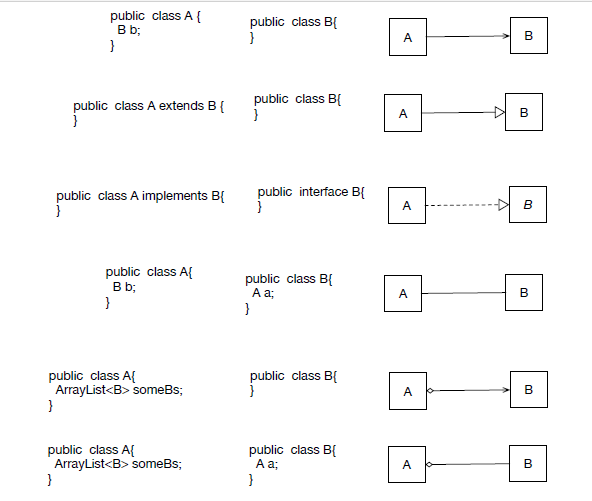 public class A {
B b;
}
public class B{
}
A
B
public class A extends B {
}
public class B{
}
A
B
public class A implements B{
}
public interface B{
}
A
B
public class A{
B b;
}
public class B{
A a;
}
A
B
public class A{
ArrayList<B> someBs;
}
public class B{
}
A
B
public class A{
ArrayList<B> someBs;
}
public class B{
A a;
}
A
B